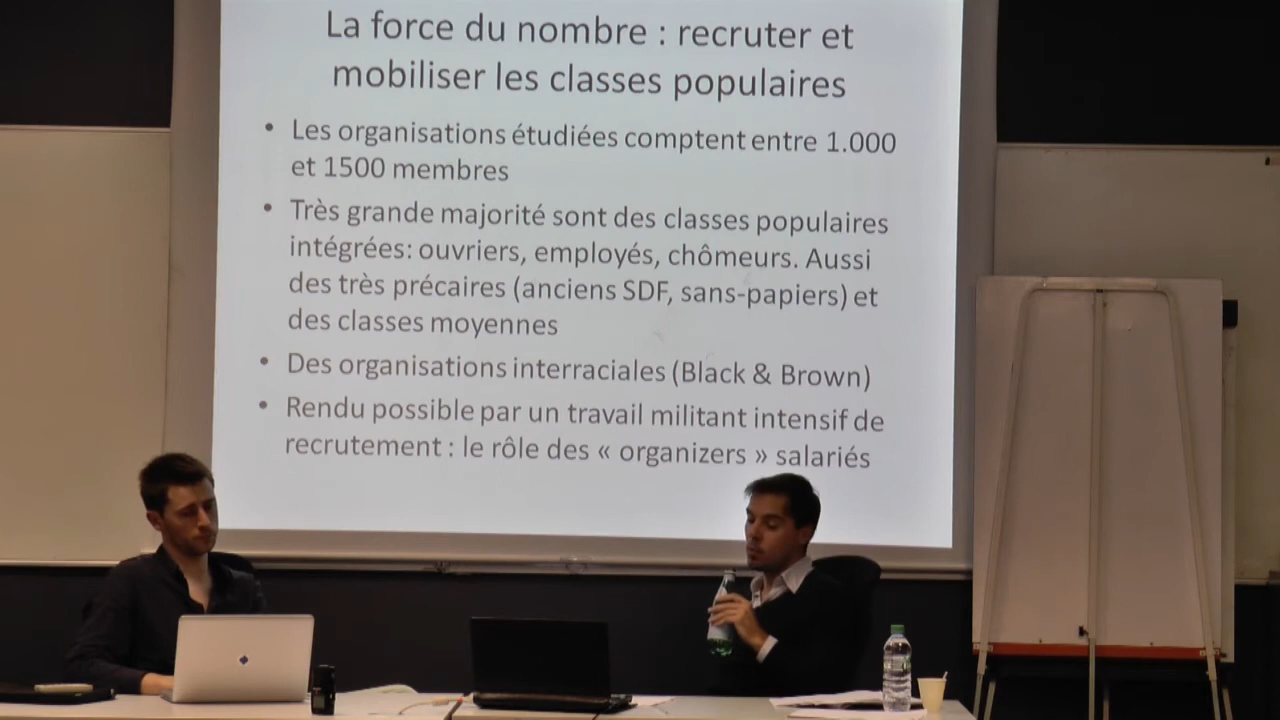 La force du nombre : recruter et
mobiliser les classes populaires
• Les organisations étudiées comptent entre 1.000
et 1500 membres
• Très grande majorité sont des classes populaires
intégrées: ouvriers, employés, chômeurs. Aussi
des très précaires (anciens SDF, sans-papiers) et
des classes moyennes
• Des organisations interraciales (Black & Brown)
• Rendu possible par un travail militant intensif de
recrutement : le rôle des « organizers » salariés